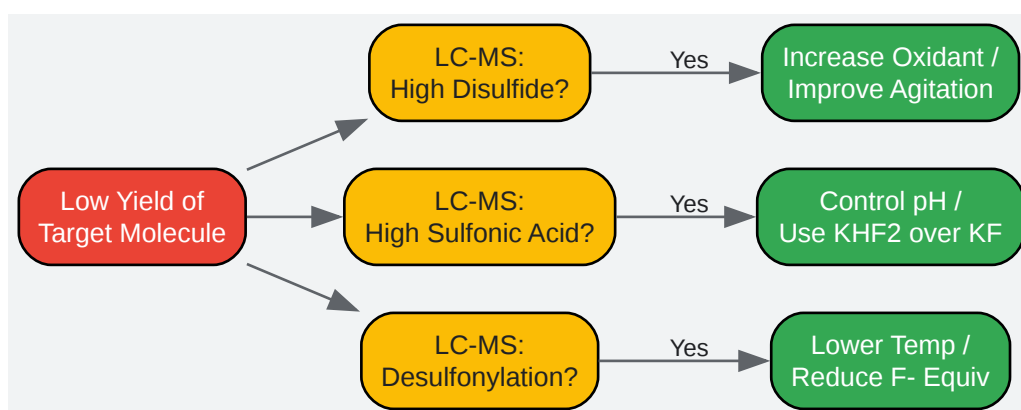 Low Yield of
Target Molecule
LC-MS:
High Disulfide?
Yes
Increase Oxidant /
Improve Agitation
LC-MS:
High Sulfonic Acid?
Yes
Control pH /
Use KHF2 over KF
LC-MS:
Desulfonylation?
Yes
Lower Temp /
Reduce F- Equiv